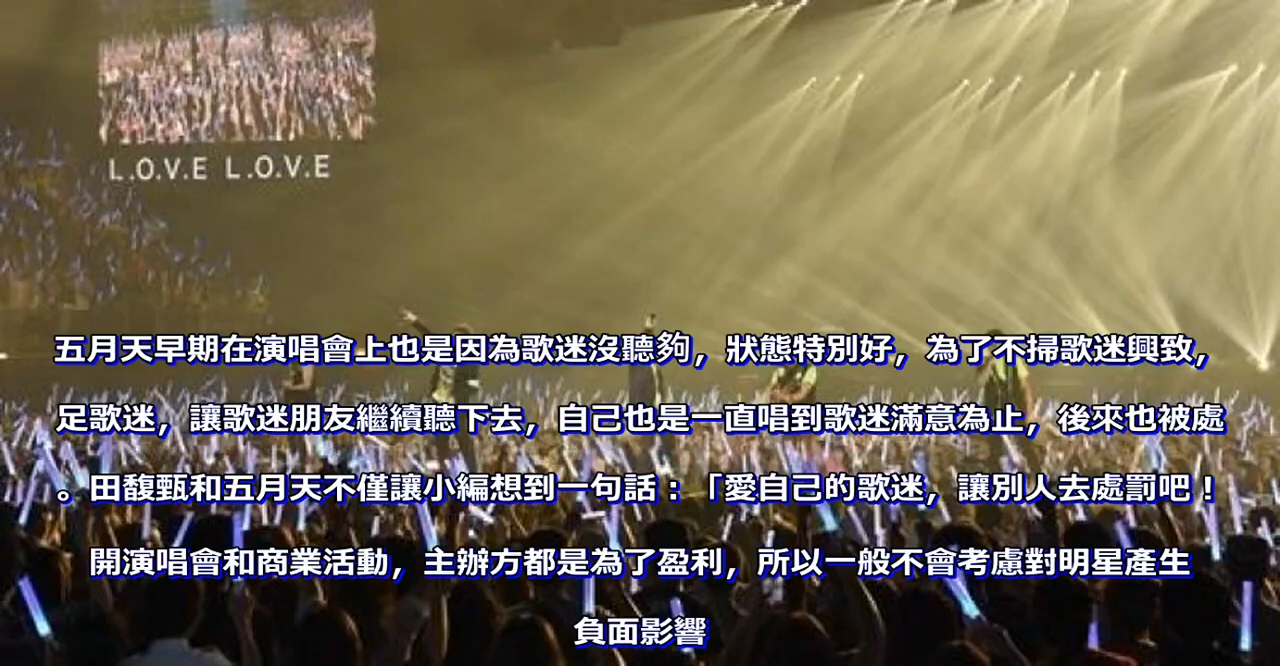 L.O.V.E L.O.V.E
五月天早期在演唱會上也是因為歌迷沒聽夠，狀態特別好，為了不掃歌迷興致，
足歌迷，讓歌迷朋友繼續聽下去，自己也是一直唱到歌迷滿意為止，後來也被處
。田馥甄和五月天不僅讓小編想到一句話：「愛自己的歌迷，讓別人去處罰吧！
開演唱會和商業活動，主辦方都是為了盈利，所以一般不會考慮對明星產生
負面影響